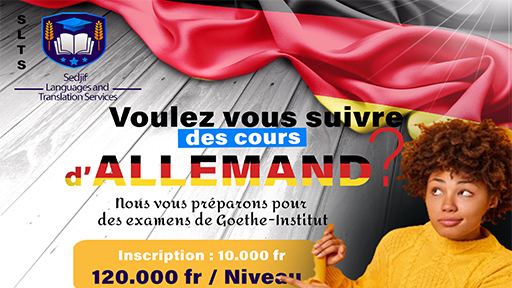 SLTS
Sedjif
Languages and
Translation Services
Voulez vous suivre
des cours
d'ALLEMAND?
Nous vous préparons pour
des examens de Goethe-Institut
Inscription : 10.000 fr
120.000 fr / Niveau